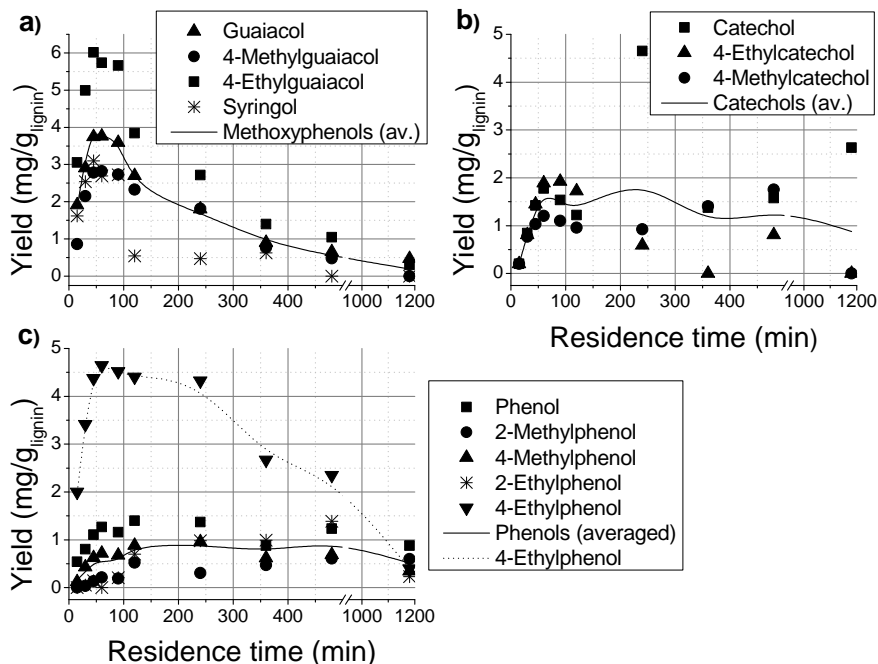 a)
Guaiacol
4-Methylguaiacol
4-Ethylguaiacol
Syringol
Methoxyphenols (av.)
Yield (mg/g_lignin)
6
5
4
3
2
1
0
0 100 200 300 400 1000 1200
b)
Catechol
4-Ethylcatechol
4-Methylcatechol
Catechols (av.)
Yield (mg/g_lignin)
5
4
3
2
1
0
0 100 200 300 400 1000 1200
Residence time (min)
c)
Yield (mg/g_lignin)
5
4
3
2
1
0
0 100 200 300 400 1000 1200
Residence time (min)
Phenol
2-Methylphenol
4-Methylphenol
2-Ethylphenol
4-Ethylphenol
Phenols (averaged)
4-Ethylphenol